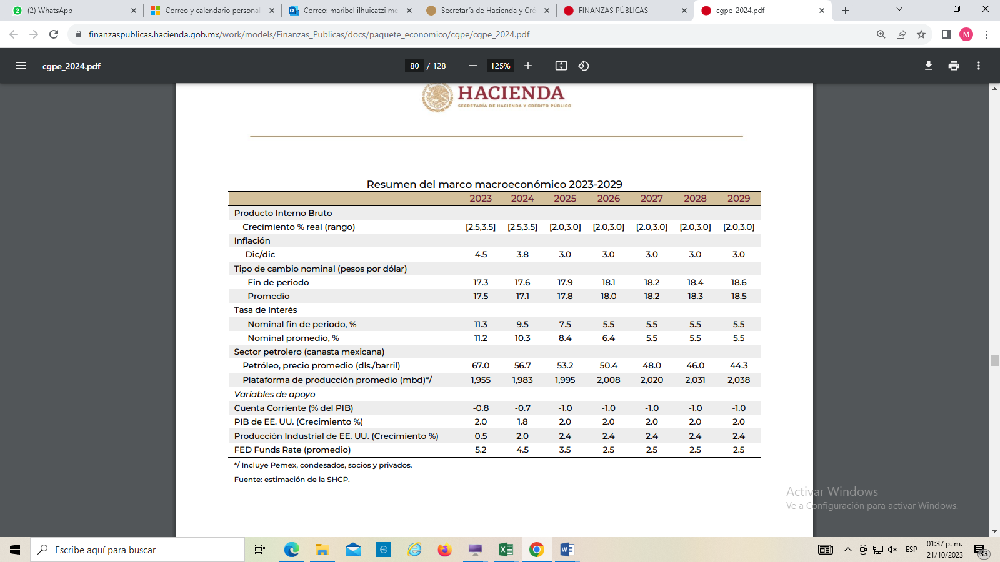 (2) WhatsApp
Correo y calendario personal
Correo: maribel ilhuicatzi me
Secretaría de Hacienda y Cré
FINANZAS PÚBLICAS
cgpe_2024.pdf
finanzaspublicas.hacienda.gob.mx/work/models/Finanzas_Publicas/docs/paquete_economico/cgpe/cgpe_2024.pdf
M
cgpe_2024.pdf
80 / 128
125%
HACIENDA
SECRETARÍA DE HACIENDA Y CRÉDITO PÚBLICO
Resumen del marco macroeconómico 2023-2029
2023 2024 2025 2026 2027 2028 2029
Producto Interno Bruto
Crecimiento % real (rango) [2.5,3.5] [2.5,3.5] [2.0,3.0] [2.0,3.0] [2.0,3.0] [2.0,3.0] [2.0,3.0]
Inflación
Dic/dic 4.5 3.8 3.0 3.0 3.0 3.0 3.0
Tipo de cambio nominal (pesos por dólar)
Fin de periodo 17.3 17.6 17.9 18.1 18.2 18.4 18.6
Promedio 17.5 17.1 17.8 18.0 18.2 18.3 18.5
Tasa de Interés
Nominal fin de periodo, % 11.3 9.5 7.5 5.5 5.5 5.5 5.5
Nominal promedio, % 11.2 10.3 8.4 6.4 5.5 5.5 5.5
Sector petrolero (canasta mexicana)
Petróleo, precio promedio (dls./barril) 67.0 56.7 53.2 50.4 48.0 46.0 44.3
Plataforma de producción promedio (mbd)*/ 1,955 1,983 1,995 2,008 2,020 2,031 2,038
Variables de apoyo
Cuenta Corriente (% del PIB) -0.8 -0.7 -1.0 -1.0 -1.0 -1.0 -1.0
PIB de EE. UU. (Crecimiento %) 2.0 1.8 2.0 2.0 2.0 2.0 2.0
Producción Industrial de EE. UU. (Crecimiento %) 0.5 2.0 2.4 2.4 2.4 2.4 2.4
FED Funds Rate (promedio) 5.2 4.5 3.5 2.5 2.5 2.5 2.5
*/ Incluye Pemex, condesados, socios y privados.
Fuente: estimación de la SHCP.
Activar Windows
Ve a Configuración para activar Windows.
Escribe aquí para buscar
ESP
01:37 p. m.
21/10/2023
33